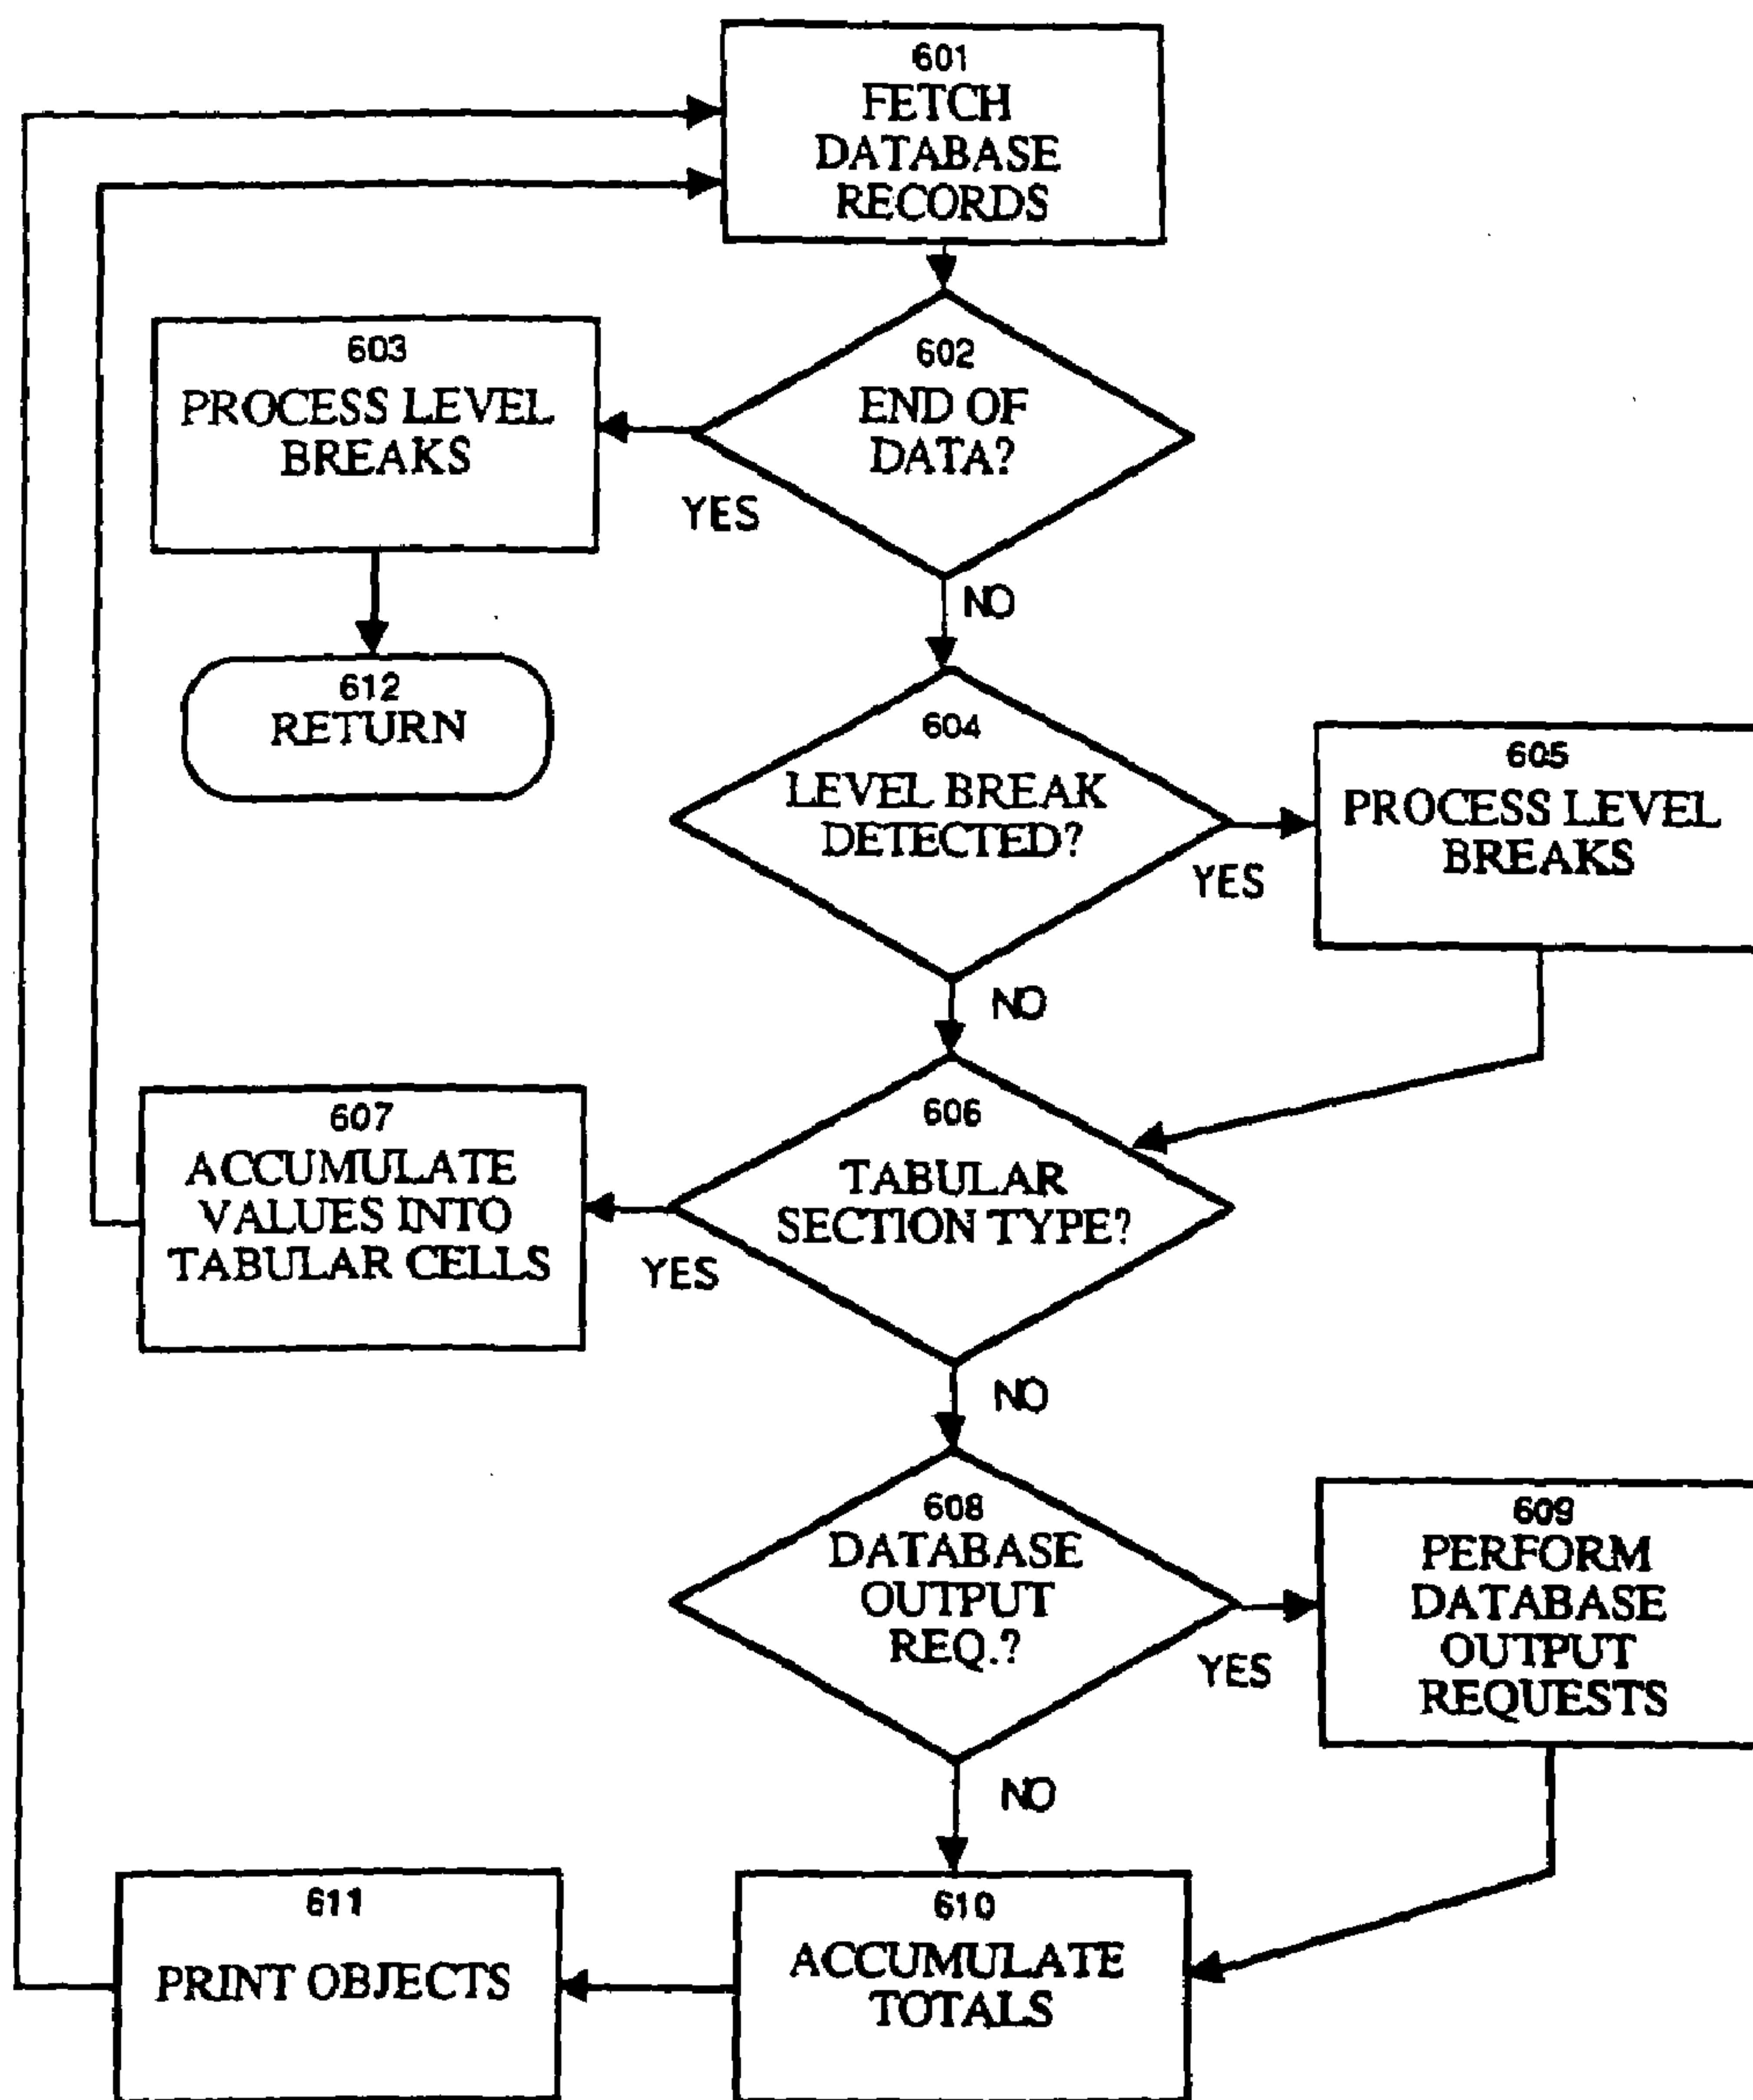 601
FETCH
DATABASE
RECORDS
602
END OF
DATA?
YES
NO
603
PROCESS LEVEL
BREAKS
612
RETURN
604
LEVEL BREAK
DETECTED?
YES
NO
605
PROCESS LEVEL
BREAKS
606
TABULAR
SECTION TYPE?
YES
NO
607
ACCUMULATE
VALUES INTO
TABULAR CELLS
608
DATABASE
OUTPUT
REQ.?
YES
NO
609
PERFORM
DATABASE
OUTPUT
REQUESTS
610
ACCUMULATE
TOTALS
611
PRINT OBJECTS